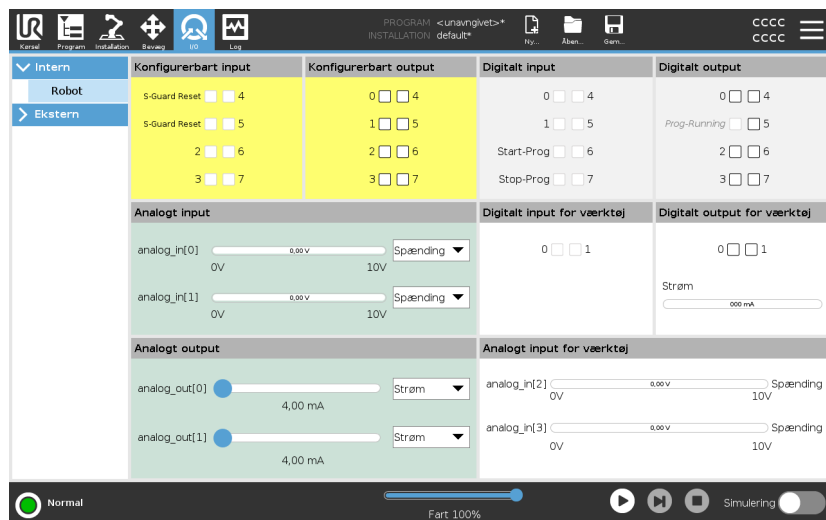 PROGRAM <unavngivet>*
INSTALLATION default*
CCCC
CCCC
Kørsel Program Installation Bevæg I/O Log Ny... Åben... Gem...
Intern
Robot
Ekstern
Konfigurerbart input
S-Guard Reset 4
S-Guard Reset 5
2 6
3 7
Konfigurerbart output
0 4
1 5
2 6
3 7
Digitalt input
0 4
1 5
Start-Prog 6
Stop-Prog 7
Digitalt output
0 4
Prog-Running 5
2 6
3 7
Analogt input
analog_in[0] 0,00 V Spænding
0V 10V
analog_in[1] 0,00 V Spænding
0V 10V
Digitalt input for værktøj
0 1
Digitalt output for værktøj
0 1
Strøm
000 mA
Analogt output
analog_out[0] Strøm
4,00 mA
analog_out[1] Strøm
4,00 mA
Analogt input for værktøj
analog_in[2] 0,00 V Spænding
0V 10V
analog_in[3] 0,00 V Spænding
0V 10V
Normal
Fart 100%
Simulering